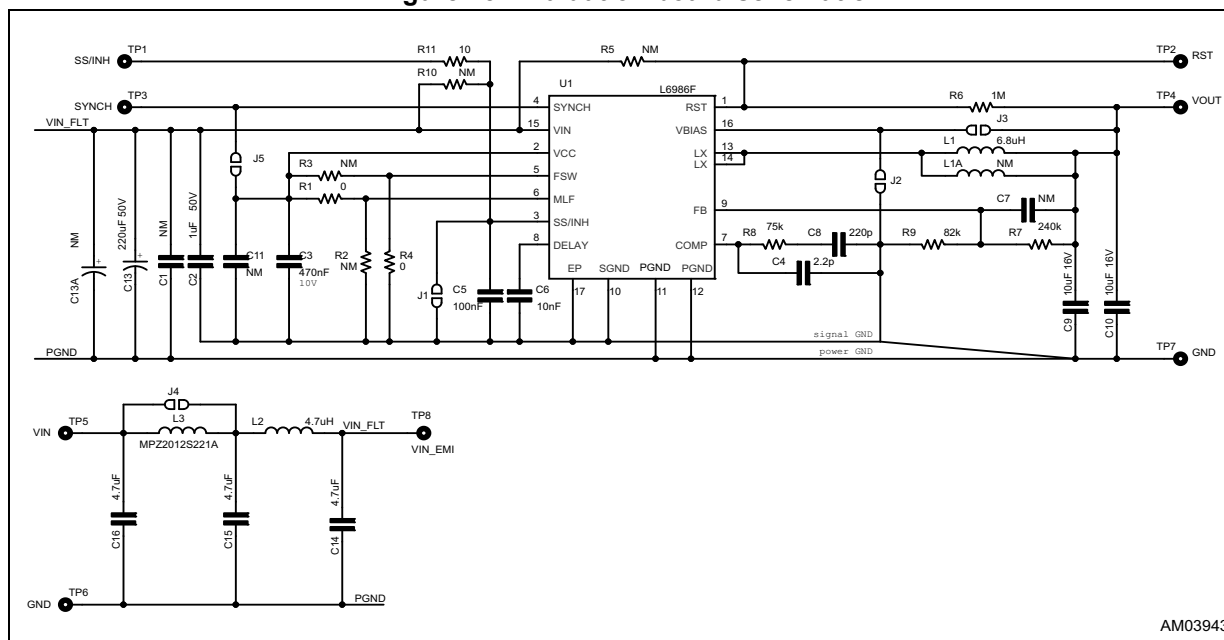 TP1
SS/INH
R11 10
R10 NM
R5 NM
TP2
RST
U1
L6986F
TP3
SYNCH
4 SYNCH
RST 1
R6 1M
TP4
VOUT
VIN_FLT
15 VIN
VBIAS 16
J3
2 VCC
LX 13
LX 14
L1 6.8uH
L1A NM
J5
R3 NM
5 FSW
R1 0
6 MLF
J2
C7 NM
3 SS/INH
FB 9
8 DELAY
COMP 7
R8 75k
C8 220p
R9 82k
R7 240k
C4 2.2p
C13A NM
C13 220uF 50V
C1 NM
C2 1uF 50V
C11
NM
C3
470nF
10V
R2
NM
R4
0
J1
C5
100nF
C6
10nF
EP SGND PGND PGND
17 10 11 12
C9 10uF 16V
C10 10uF 16V
signal GND
power GND
PGND
TP7
GND
J4
VIN
TP5
L3
MPZ2012S221A
L2 4.7uH
VIN_FLT
TP8
VIN_EMI
C16 4.7uF
C15 4.7uF
C14 4.7uF
GND
TP6
PGND
AM03943